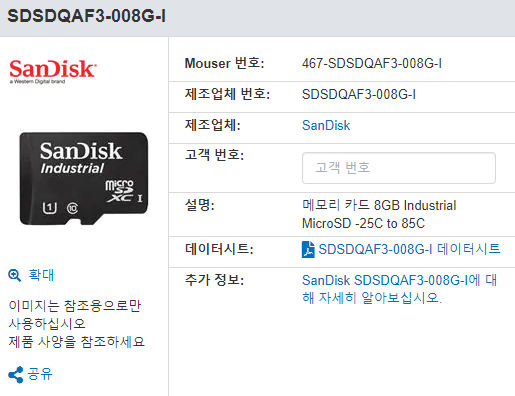 SDSDQAF3-008G-I
SanDisk
a Western Digital brand
SanDisk
Industrial
micro
SD
XC I
U1 C10
확대
이미지는 참조용으로만
사용하십시오
제품 사양을 참조하세요
공유
Mouser 번호: 467-SDSDQAF3-008G-I
제조업체 번호: SDSDQAF3-008G-I
제조업체: SanDisk
고객 번호: 고객 번호
설명: 메모리 카드 8GB Industrial
MicroSD -25C to 85C
데이터시트: SDSDQAF3-008G-I 데이터시트
추가 정보: SanDisk SDSDQAF3-008G-I에 대
해 자세히 알아보십시오.